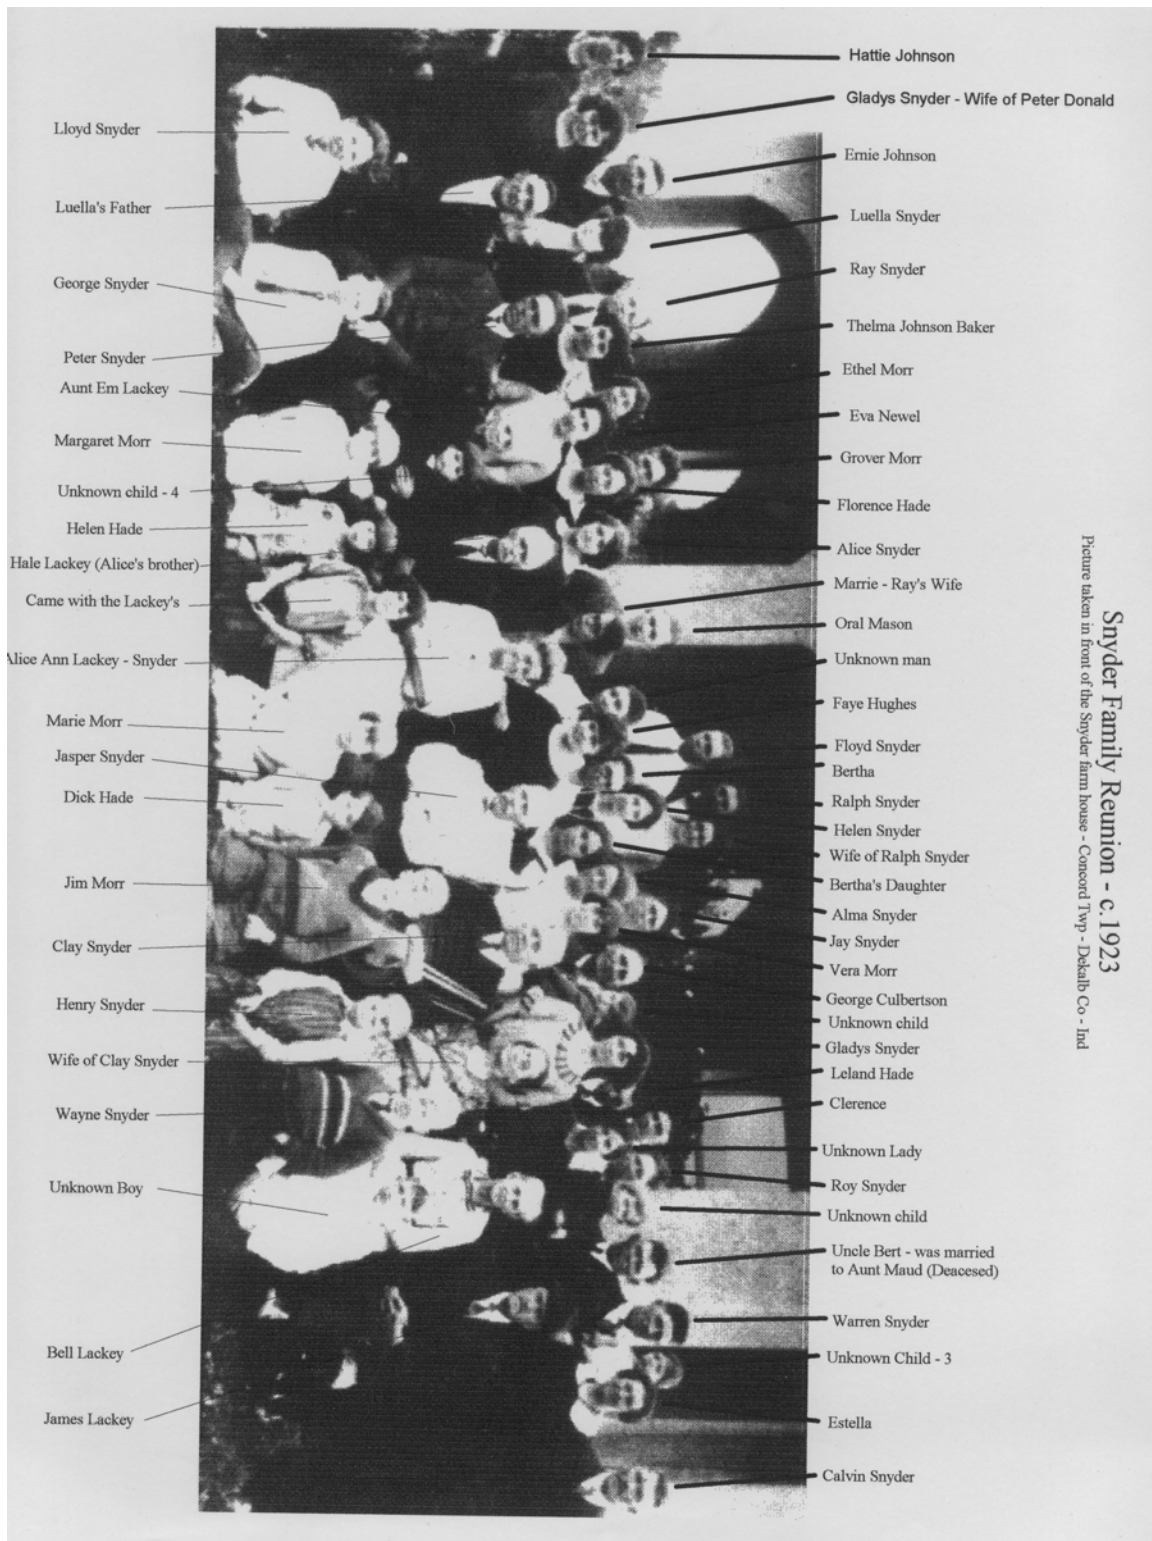 Snyder Family Reunion - c.1923
Picture taken in front of the Snyder farm house - Concord Twp - Dekalb Co - Ind
Hattie Johnson
Gladys Snyder - Wife of Peter Donald
Ernie Johnson
Luella Snyder
Ray Snyder
Thelma Johnson Baker
Ethel Morr
Eva Newel
Grover Morr
Florence Hade
Alice Snyder
Marrie - Ray's Wife
Oral Mason
Unknown man
Faye Hughes
Floyd Snyder
Bertha
Ralph Snyder
Helen Snyder
Wife of Ralph Snyder
Bertha's Daughter
Alma Snyder
Jay Snyder
Vera Morr
George Culbertson
Unknown child
Gladys Snyder
Leland Hade
Clerence
Unknown Lady
Roy Snyder
Unknown child
Uncle Bert - was married
to Aunt Maud (Deacesed)
Warren Snyder
Unknown Child - 3
Estella
Calvin Snyder
Lloyd Snyder
Luella's Father
George Snyder
Peter Snyder
Aunt Em Lackey
Margaret Morr
Unknown child - 4
Helen Hade
Hale Lackey (Alice's brother)
Came with the Lackey's
Alice Ann Lackey - Snyder
Marie Morr
Jasper Snyder
Dick Hade
Jim Morr
Clay Snyder
Henry Snyder
Wife of Clay Snyder
Wayne Snyder
Unknown Boy
Bell Lackey
James Lackey